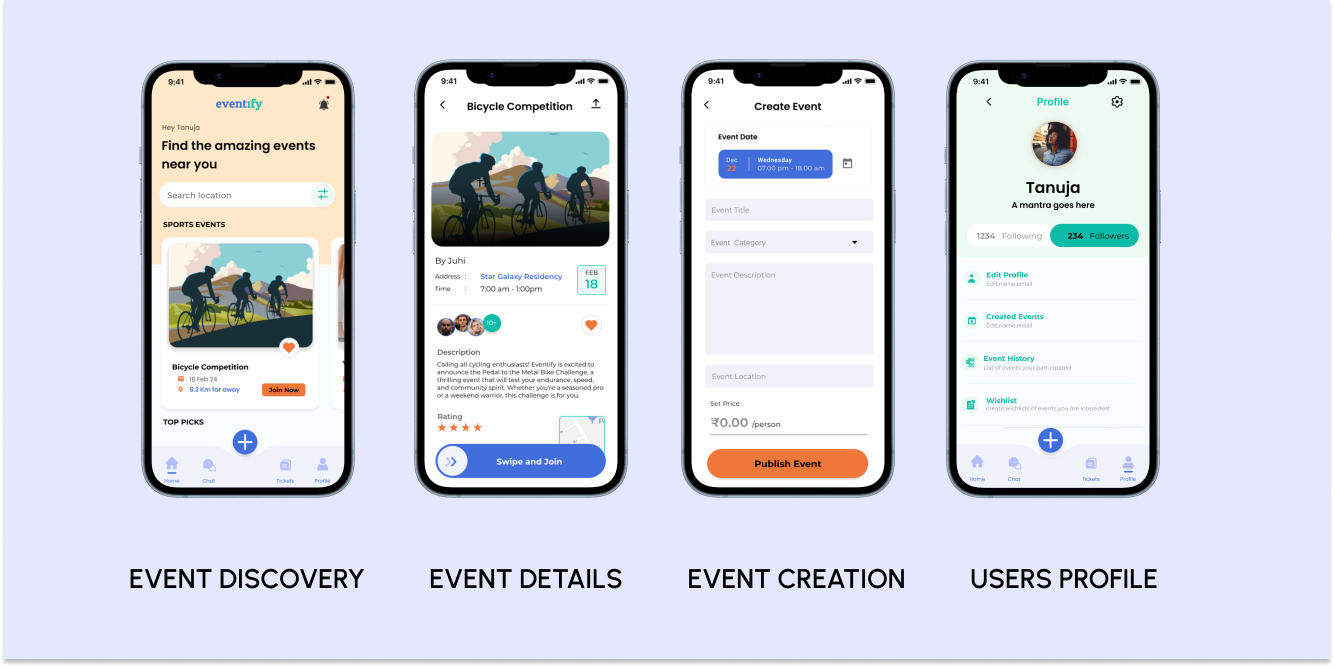 9:41
eventify
Hey Tanuja
Find the amazing events
near you
Search location
SPORTS EVENTS
Bicycle Competition
18 Feb 24
8.2 Km far away
Join Now
TOP PICKS
Home
Chat
Tickets
Profile
9:41
Bicycle Competition
By Juhi
Address : Star Galaxy Residency
Time : 7:00 am - 1:00pm
FEB
18
10+
Description
Calling all cycling enthusiasts! Eventify is excited to
announce the Pedal to the Metal Bike Challenge, a
thrilling event that will test your endurance, speed,
and community spirit. Whether you're a seasoned pro
or a weekend warrior, this challenge is for you.
Rating
Swipe and Join
9:41
Create Event
Event Date
Dec
22
Wednesday
07.00 pm - 18.00 am
Event Title
Event Category
Event Description
Event Location
Set Price
₹0.00 /person
Publish Event
9:41
Profile
Tanuja
A mantra goes here
1234 Following
234 Followers
Edit Profile
Edit.name.email
Created Events
Edit.name.email
Event History
List of events your participated
Wishlist
create wishlists of events you are interested
Home
Chat
Tickets
Profile
EVENT DISCOVERY
EVENT DETAILS
EVENT CREATION
USERS PROFILE